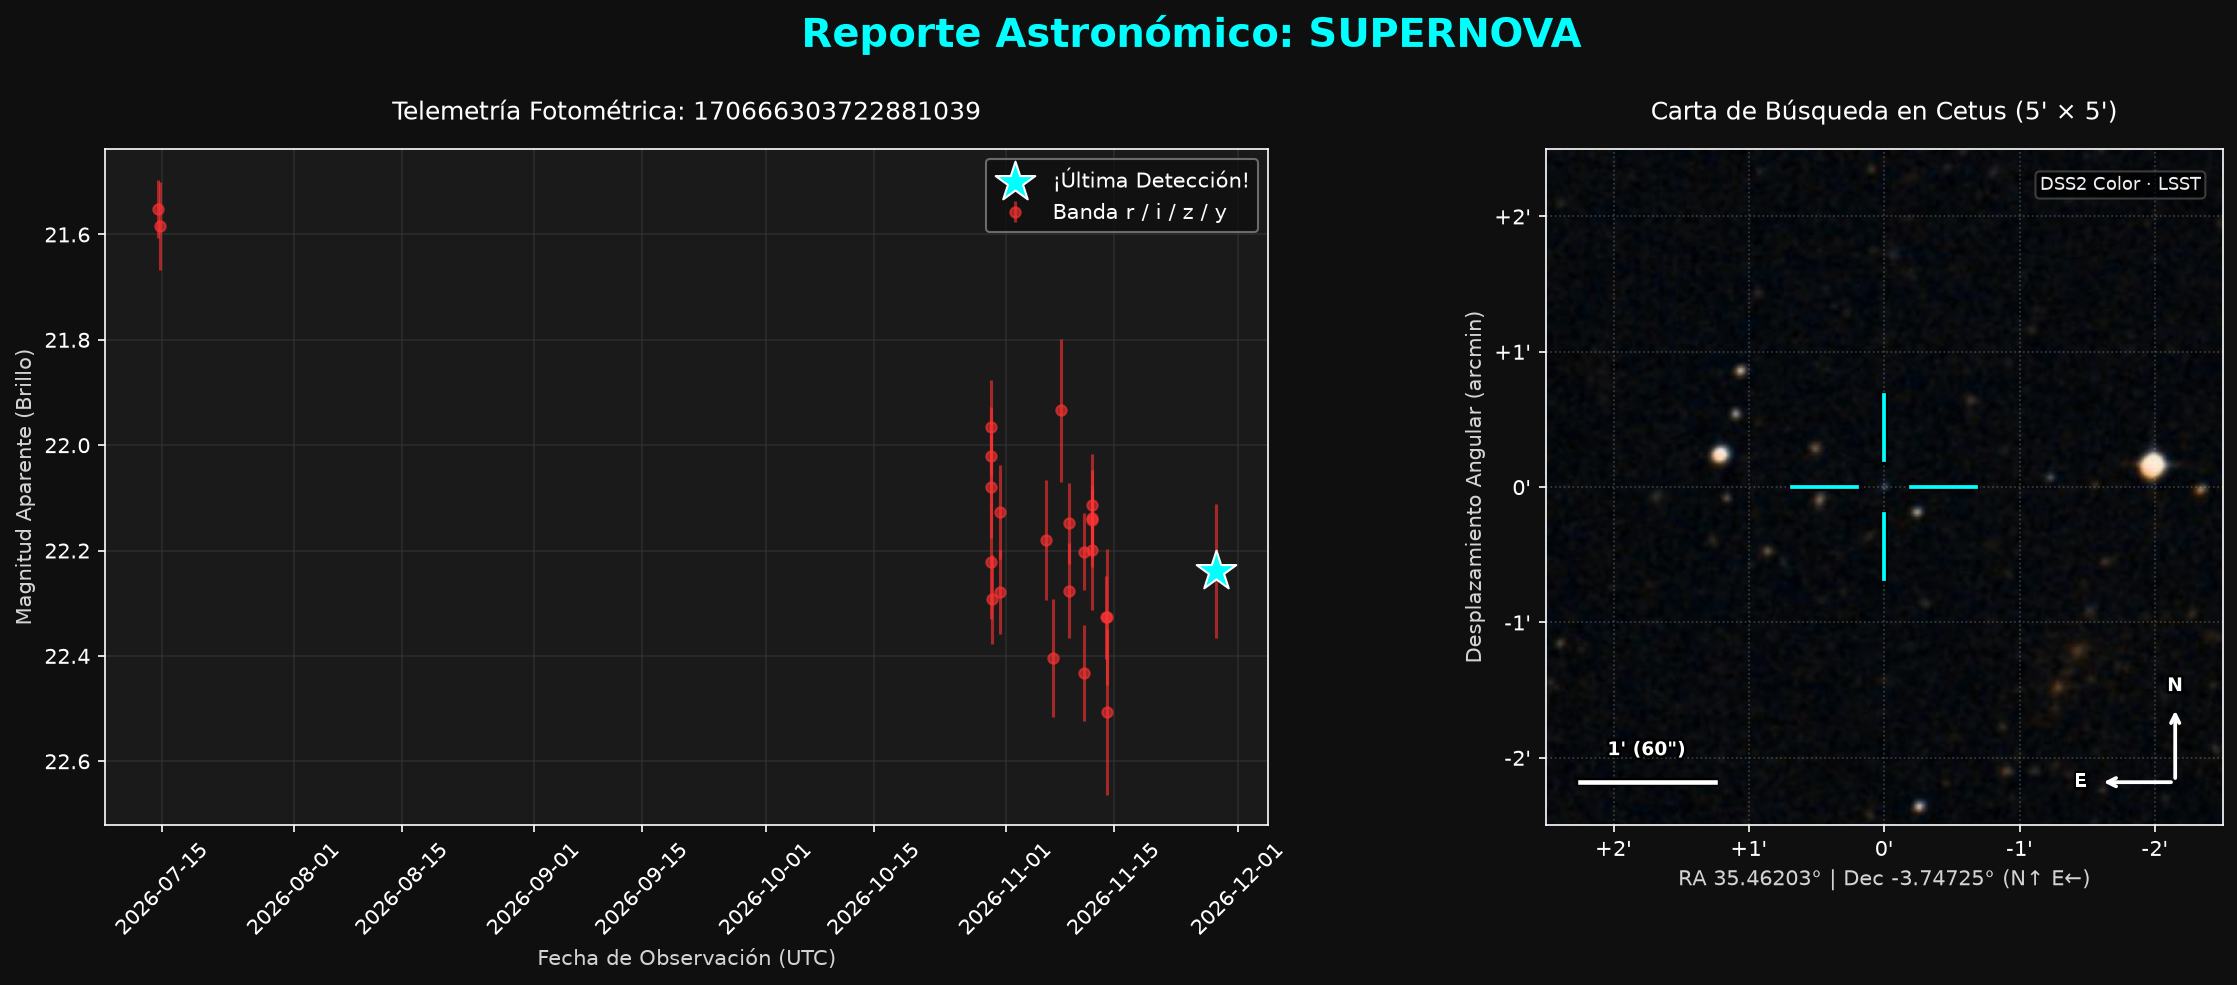 Reporte Astronómico: SUPERNOVA
Telemetría Fotométrica: 170666303722881039
¡Última Detección!
Banda r / i / z / y
Magnitud Aparente (Brillo)
21.6
21.8
22.0
22.2
22.4
22.6
2026-07-15
2026-08-01
2026-08-15
2026-09-01
2026-09-15
2026-10-01
2026-10-15
2026-11-01
2026-11-15
2026-12-01
Fecha de Observación (UTC)
Carta de Búsqueda en Cetus (5' × 5')
DSS2 Color · LSST
Desplazamiento Angular (arcmin)
+2'
+1'
0'
-1'
-2'
N
E
1' (60")
+2'
+1'
0'
-1'
-2'
RA 35.46203° | Dec -3.74725° (N↑ E←)